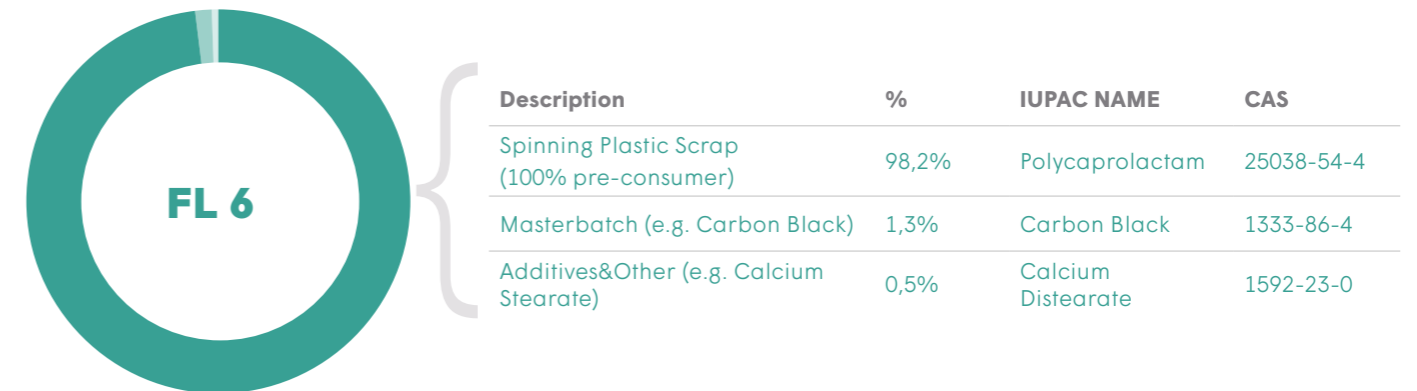 FL 6
Description % IUPAC NAME CAS
Spinning Plastic Scrap
(100% pre-consumer) 98,2% Polycaprolactam 25038-54-4
Masterbatch (e.g. Carbon Black) 1,3% Carbon Black 1333-86-4
Additives&Other (e.g. Calcium
Stearate) 0,5% Calcium
Distearate 1592-23-0